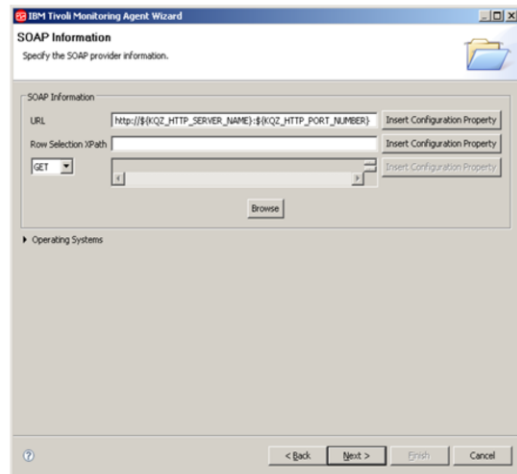 IBM Tivoli Monitoring Agent Wizard
SOAP Information
Specify the SOAP provider information.
SOAP Information
URL http://${KQZ_HTTP_SERVER_NAME}:${KQZ_HTTP_PORT_NUMBER} Insert Configuration Property
Row Selection XPath Insert Configuration Property
GET Insert Configuration Property
Browse
Operating Systems
? < Back Next > Finish Cancel